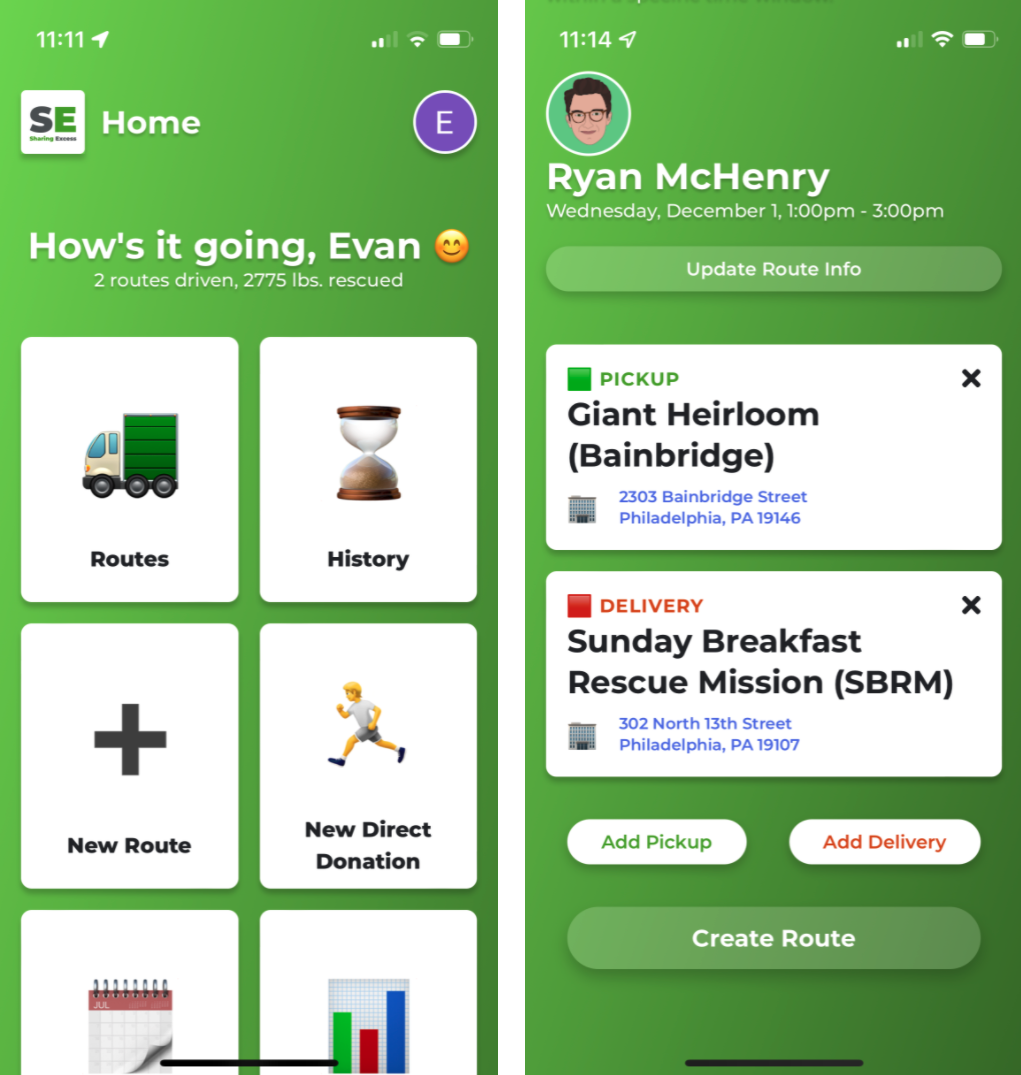 11:11
SE
Sharing Excess
Home
E
How's it going, Evan 😊
2 routes driven, 2775 lbs. rescued
Routes
History
New Route
New Direct
Donation
JUL
11:14
Ryan McHenry
Wednesday, December 1, 1:00pm - 3:00pm
Update Route Info
PICKUP
Giant Heirloom
(Bainbridge)
2303 Bainbridge Street
Philadelphia, PA 19146
DELIVERY
Sunday Breakfast
Rescue Mission (SBRM)
302 North 13th Street
Philadelphia, PA 19107
Add Pickup
Add Delivery
Create Route